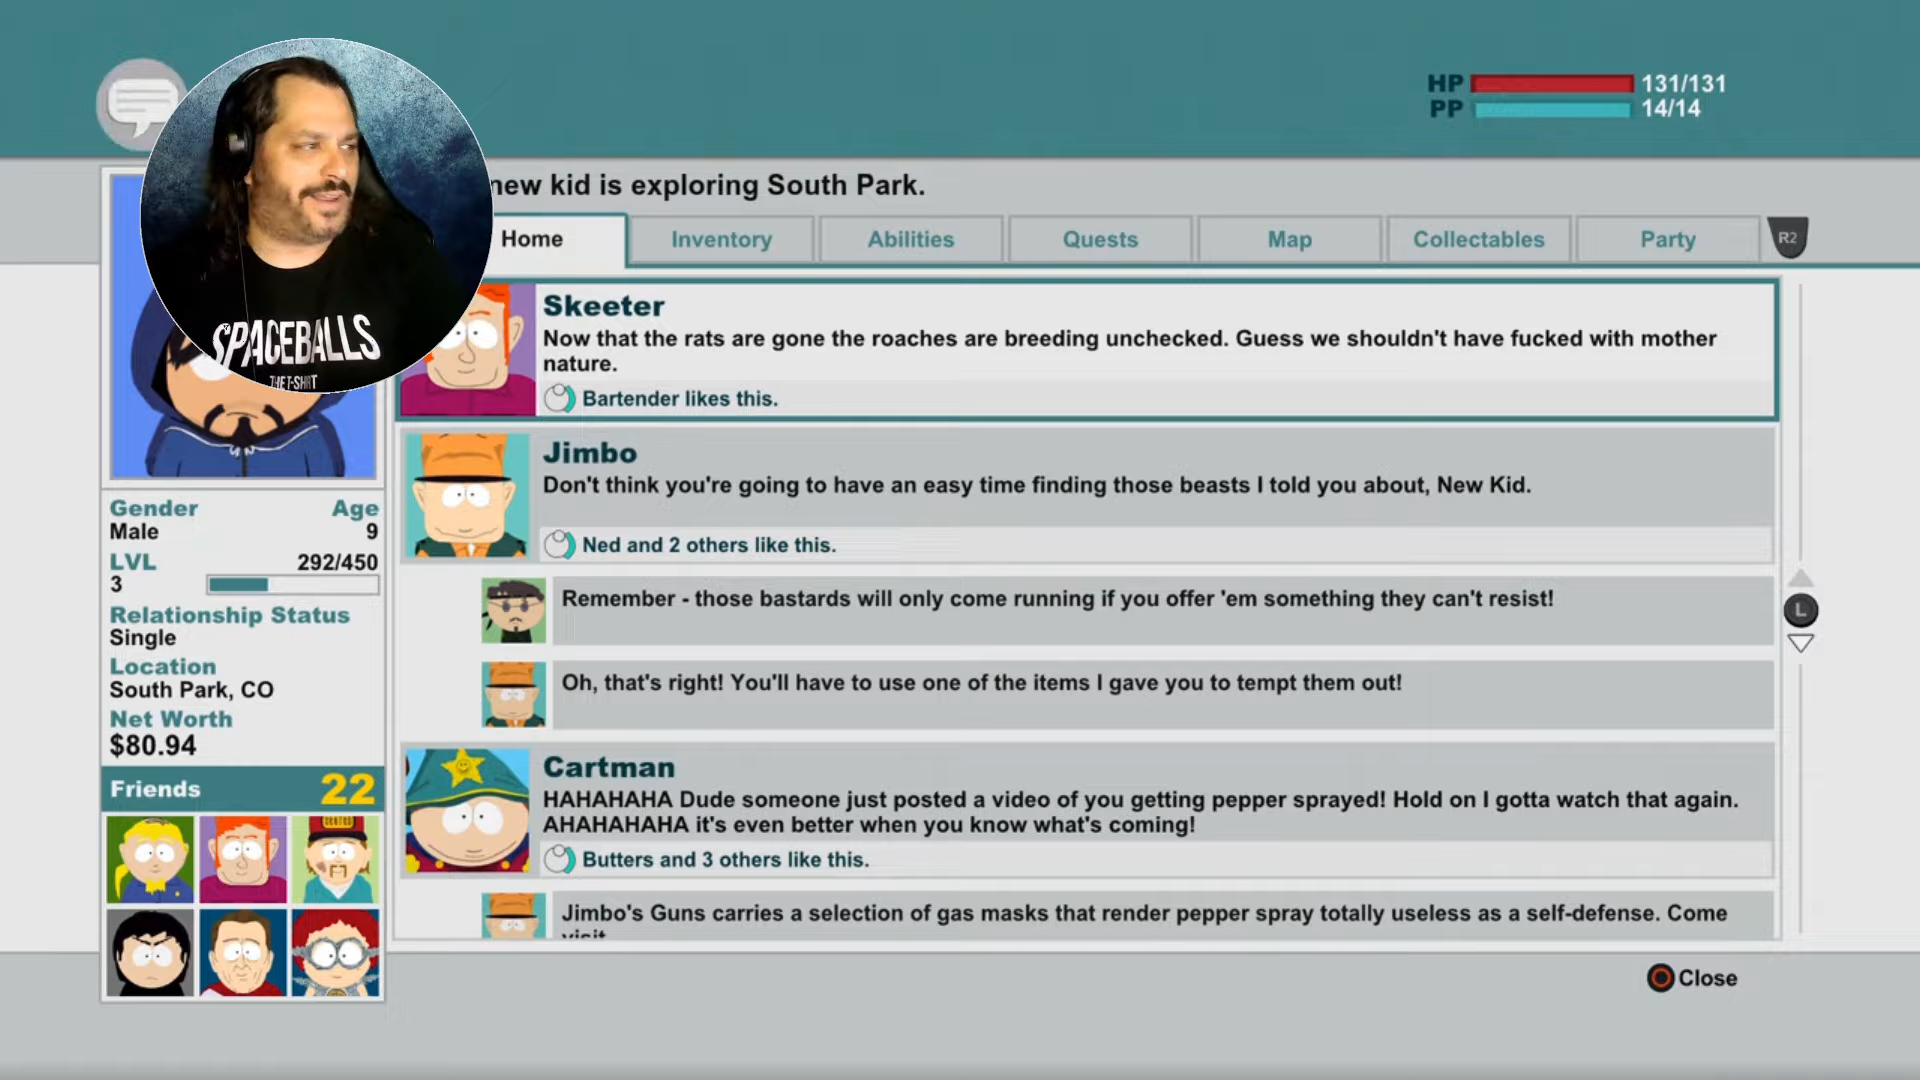 HP 131/131
PP 14/14
new kid is exploring South Park.
Home Inventory Abilities Quests Map Collectables Party R2
SPACEBALLS
THE T-SHIRT
Skeeter
Now that the rats are gone the roaches are breeding unchecked. Guess we shouldn't have fucked with mother
nature.
Bartender likes this.
Jimbo
Don't think you're going to have an easy time finding those beasts I told you about, New Kid.
Ned and 2 others like this.
Remember - those bastards will only come running if you offer 'em something they can't resist!
Oh, that's right! You'll have to use one of the items I gave you to tempt them out!
Cartman
HAHAHAHA Dude someone just posted a video of you getting pepper sprayed! Hold on I gotta watch that again.
AHAHAHAHA it's even better when you know what's coming!
Butters and 3 others like this.
Jimbo's Guns carries a selection of gas masks that render pepper spray totally useless as a self-defense. Come
visit
Gender Age
Male 9
LVL 292/450
3
Relationship Status
Single
Location
South Park, CO
Net Worth
$80.94
Friends 22
L
Close